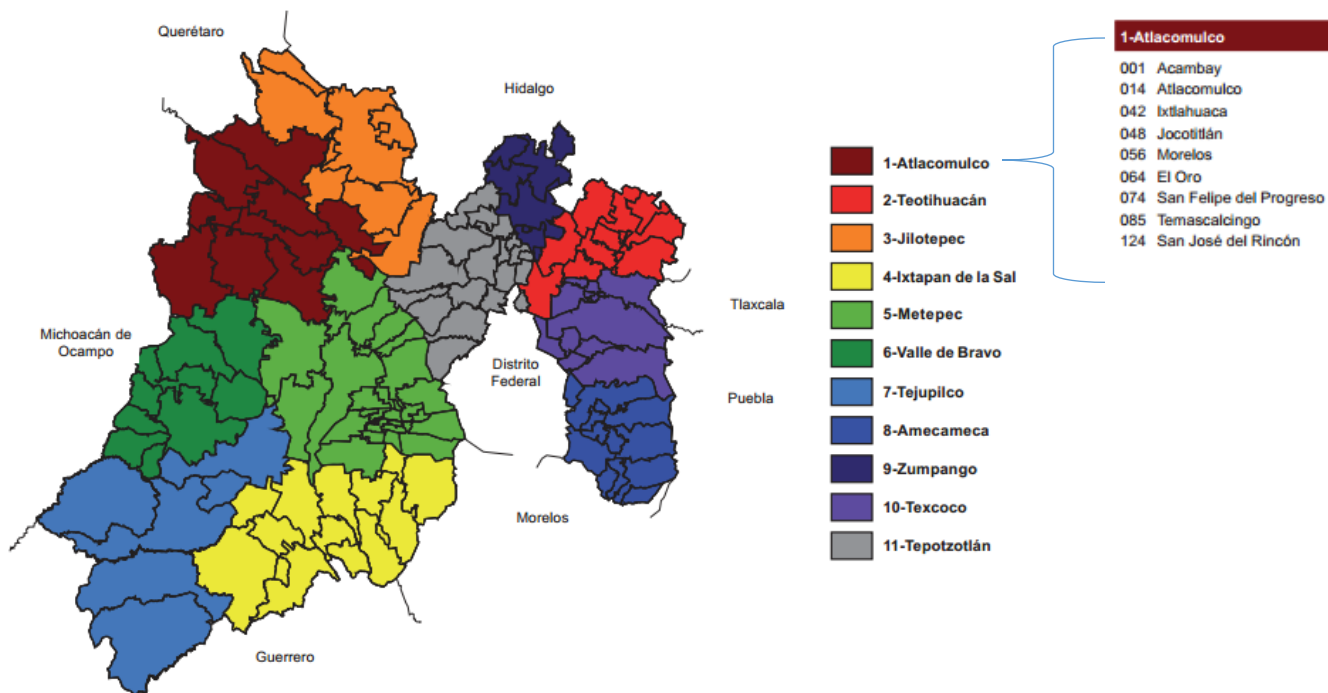 Querétaro
Hidalgo
Tlaxcala
Michoacán de
Ocampo
Distrito
Federal
Puebla
Morelos
Guerrero
1-Atlacomulco
2-Teotihuacán
3-Jilotepec
4-Ixtapan de la Sal
5-Metepec
6-Valle de Bravo
7-Tejupilco
8-Amecameca
9-Zumpango
10-Texcoco
11-Tepotzotlán
1-Atlacomulco
001 Acambay
014 Atlacomulco
042 Ixtlahuaca
048 Jocotitlán
056 Morelos
064 El Oro
074 San Felipe del Progreso
085 Temascalcingo
124 San José del Rincón